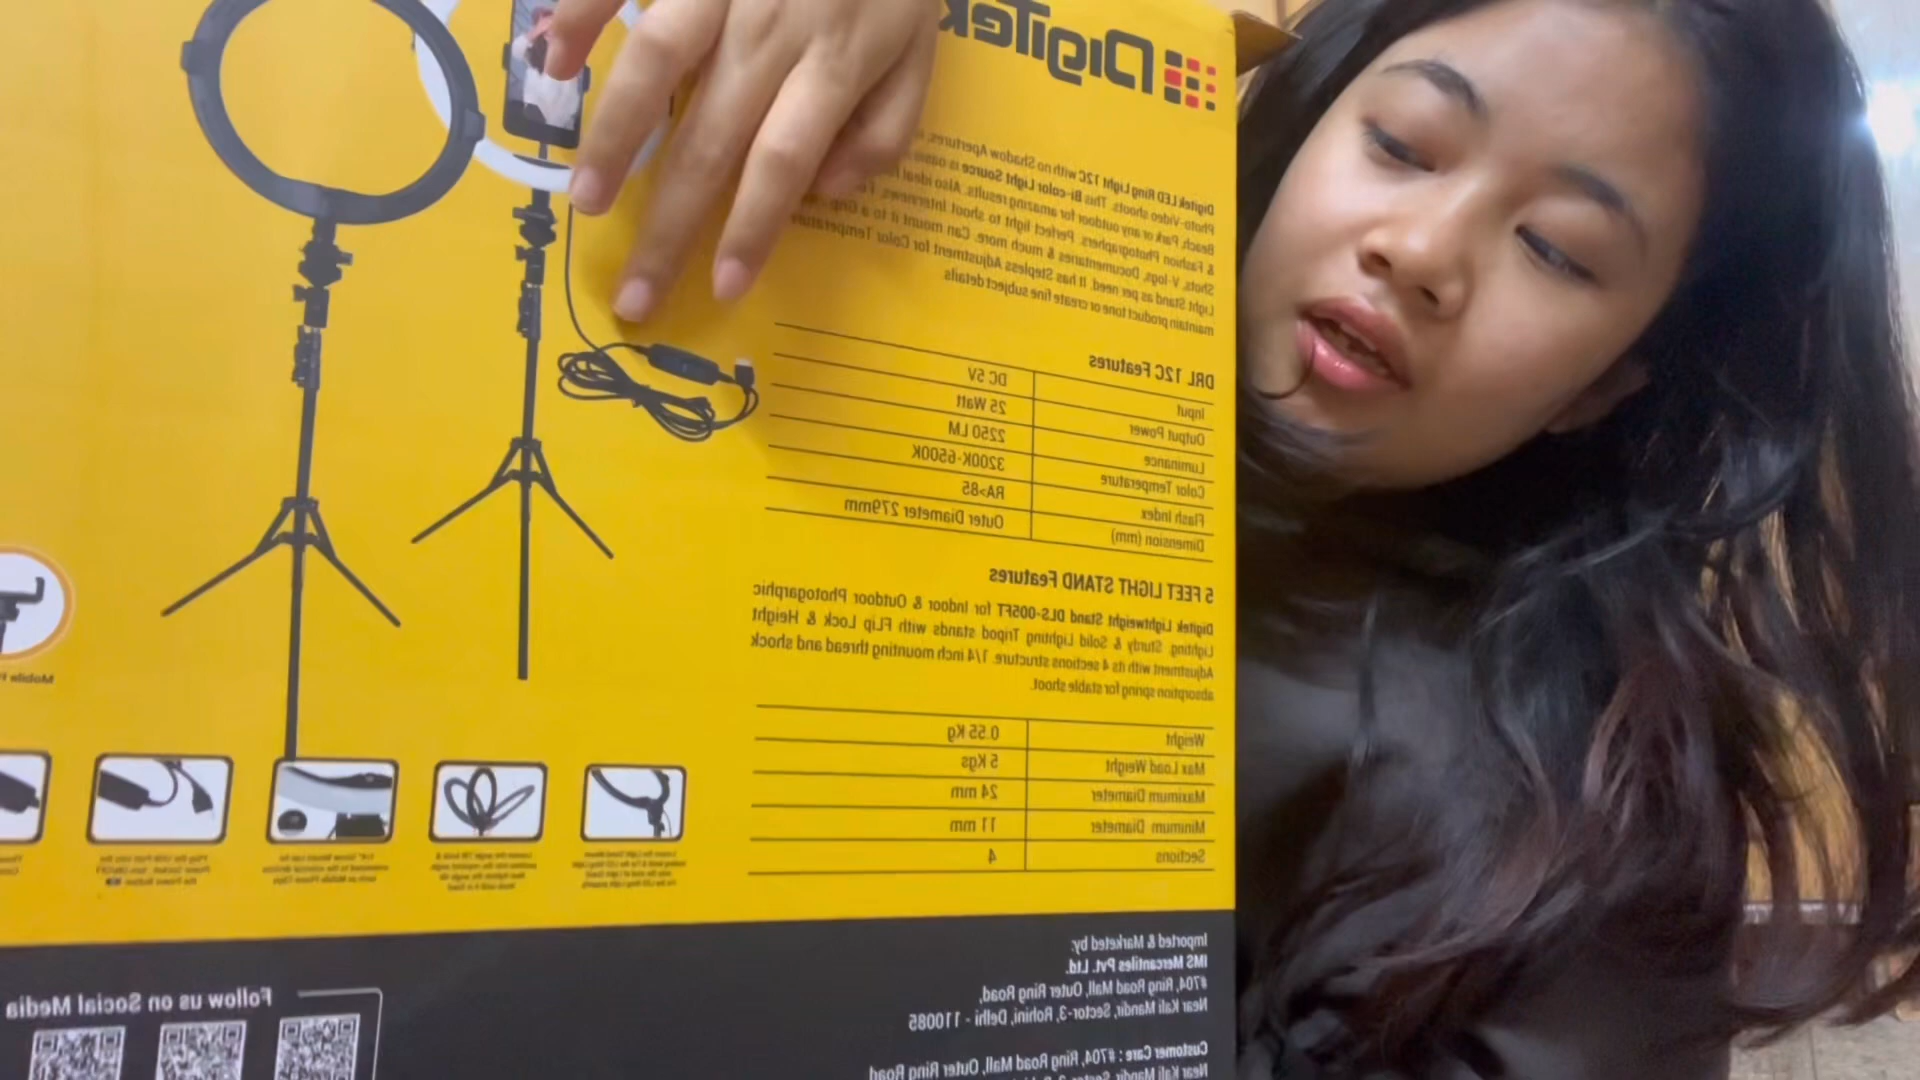 DIGITEK
Digitek LED Ring Light 12C with no Shadow Apertures,
Photo-Video shoots. This Bi-color Light Source is
Beach, Park or any outdoor for amazing results. Also ideal
& Fashion Photographers. Perfect light to shoot Interviews,
Shots, V-logs, Documentaries & much more. Can mount it to a Grip
Light Stand as per need. It has Stepless Adjustment for Color Temperature
maintain product tone or create fine subject details.
DRL 12C Features
Input DC 5V
Output Power 25 Watt
Luminance 2250 LM
Color Temperature 3200K-6500K
Flash Index RA>85
Dimension (mm) Outer Diameter 279mm
5 FEET LIGHT STAND Features
Digitek Lightweight Stand DLS-005FT for Indoor & Outdoor Photogarphic
Lighting. Sturdy & Solid Lighting Tripod stands with FLip Lock & Height
Adjustment with its 4 sections structure. 1/4 inch mounting thread and shock
absorption spring for stable shoot.
Weight 0.55 Kg
Max Load Weight 5 Kgs
Maximum Diameter 24 mm
Minimum Diameter 11 mm
Sections 4
Mobile
Imported & Marketed by:
IMS Mercantiles Pvt. Ltd.
#704, Ring Road Mall, Outer Ring Road,
Near Kali Mandir, Sector-3, Rohini, Delhi - 110085
Customer Care : #704, Ring Road Mall, Outer Ring Road
Near Kali Mandir, Sector-3,
Follow us on Social Media